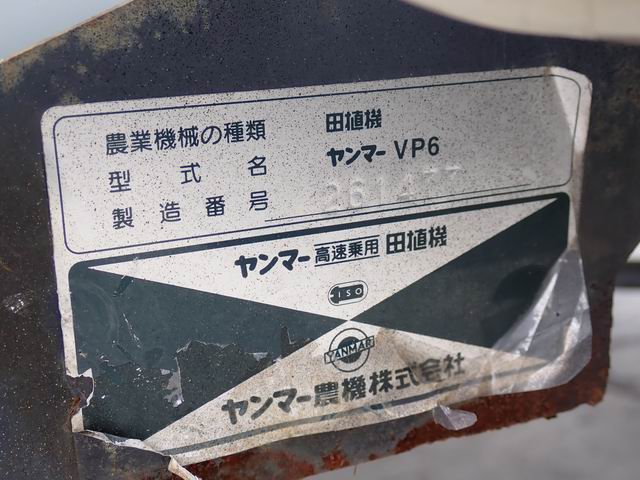 農業機械の種類 田植機
型式名 ヤンマー VP6
製造番号
ヤンマー 高速乗用 田植機
ISO
YANMAR
ヤンマー農機株式会社